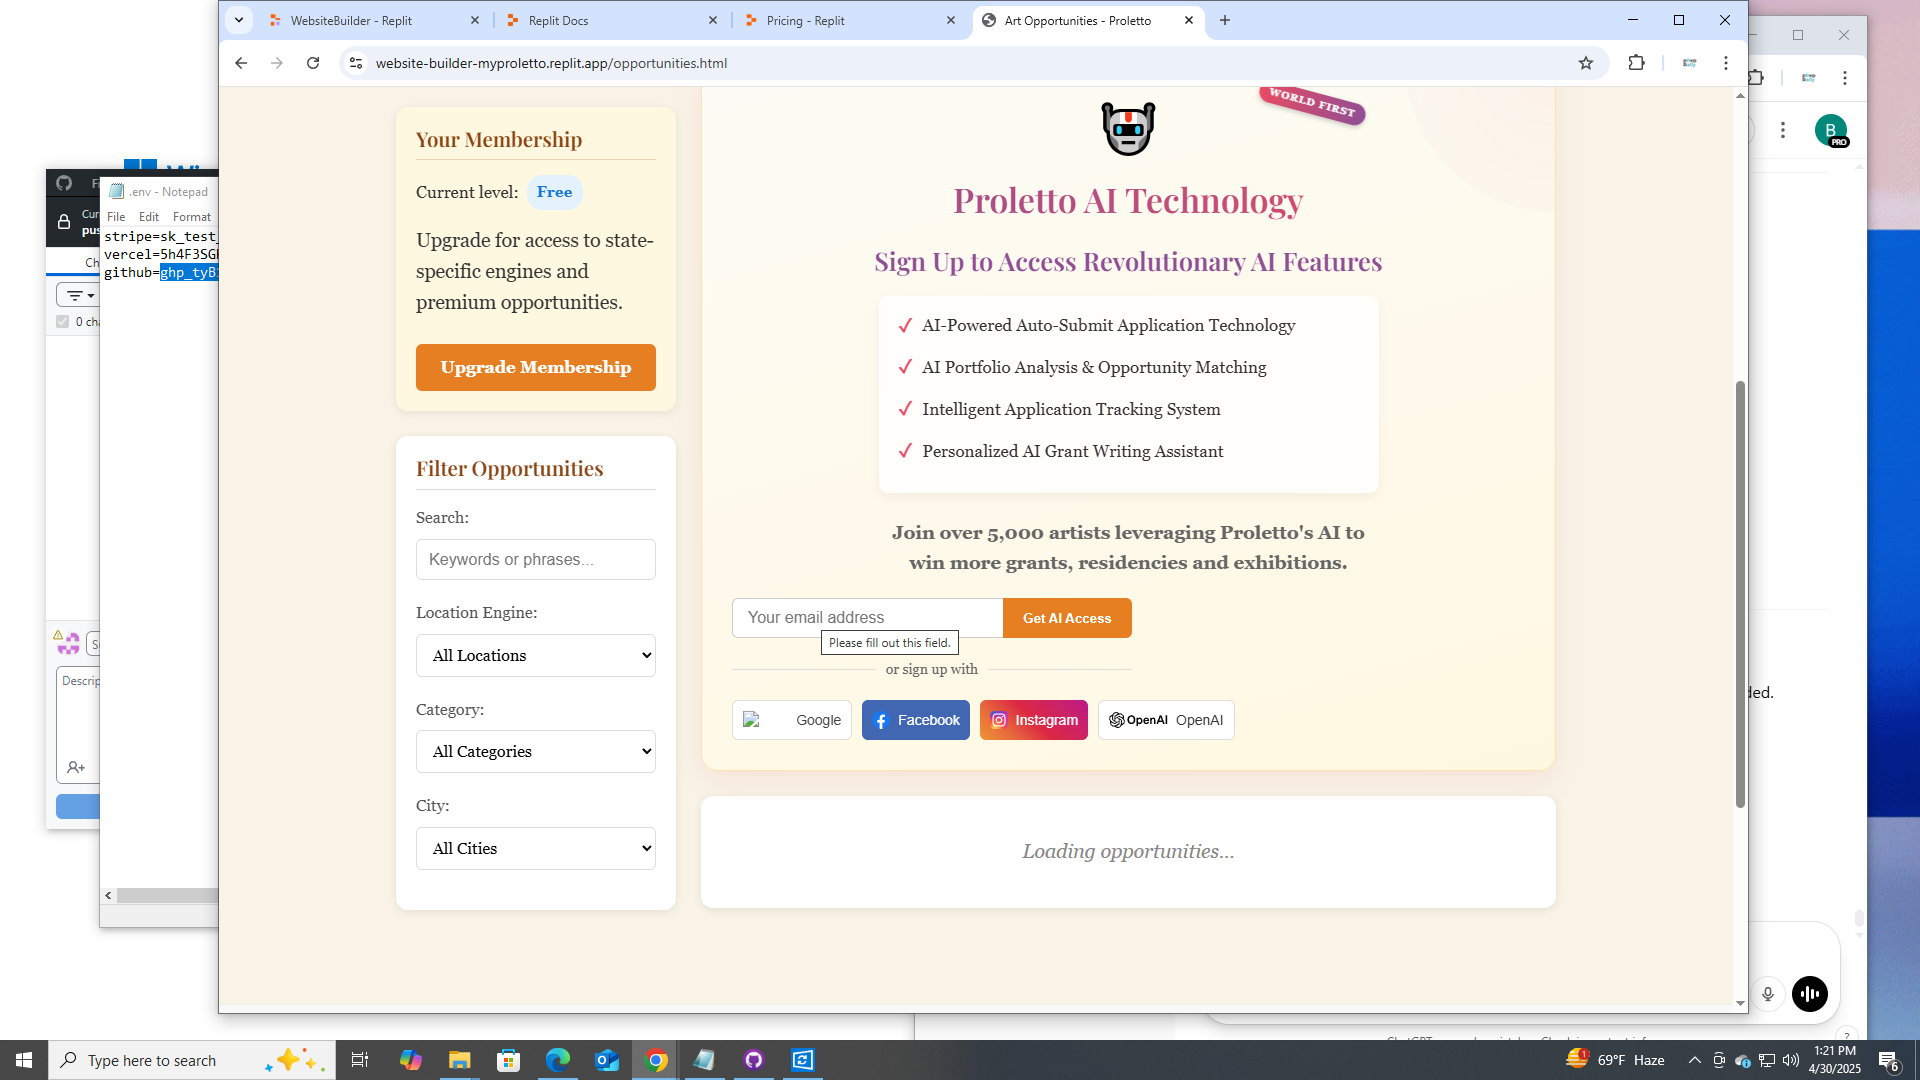 WebsiteBuilder - Replit
Replit Docs
Pricing - Replit
Art Opportunities - Proletto
website-builder-myproletto.replit.app/opportunities.html
.env - Notepad
File Edit Format
stripe=sk_test_
github=
Your Membership
Current level: Free
Upgrade for access to state-
specific engines and
premium opportunities.
Upgrade Membership
Filter Opportunities
Search:
Keywords or phrases...
Location Engine:
All Locations
Category:
All Categories
City:
All Cities
WORLD FIRST
Proletto AI Technology
Sign Up to Access Revolutionary AI Features
✓ AI-Powered Auto-Submit Application Technology
✓ AI Portfolio Analysis & Opportunity Matching
✓ Intelligent Application Tracking System
✓ Personalized AI Grant Writing Assistant
Join over 5,000 artists leveraging Proletto's AI to
win more grants, residencies and exhibitions.
Your email address
Get AI Access
Please fill out this field.
or sign up with
Google Facebook Instagram OpenAI OpenAI
Loading opportunities...
B
PRO
ded.
Type here to search
1
69°F Haze
1:21 PM
4/30/2025
6